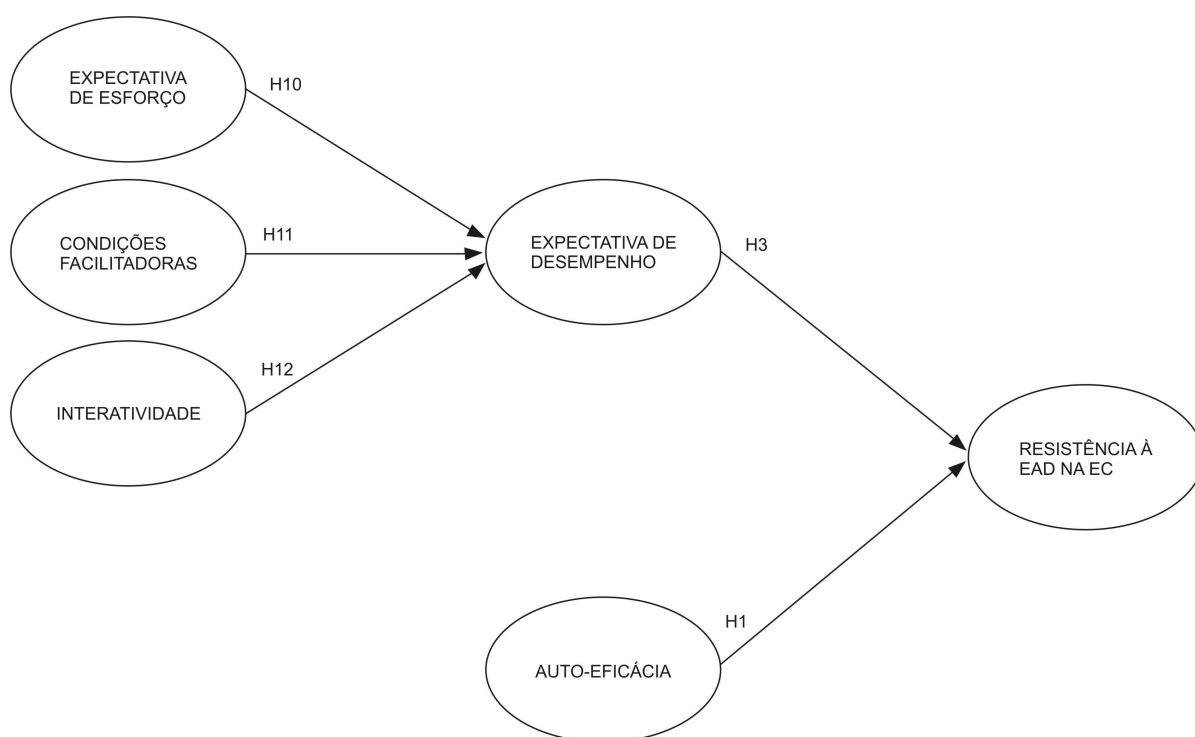 EXPECTATIVA
DE ESFORÇO
H10
CONDIÇÕES
FACILITADORAS
H11
EXPECTATIVA DE
DESEMPENHO
H3
H12
INTERATIVIDADE
RESISTÊNCIA À
EAD NA EC
H1
AUTO-EFICÁCIA